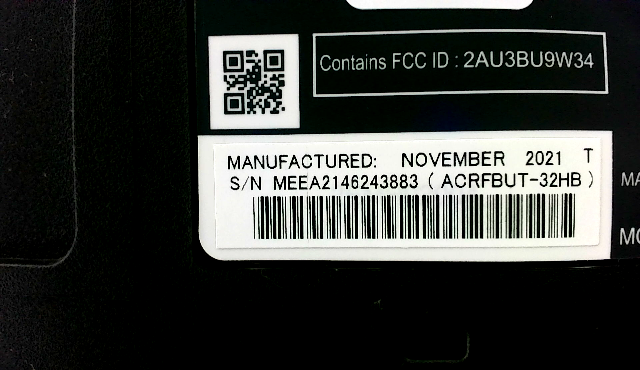 Contains FCC ID : 2AU3BU9W34
MANUFACTURED: NOVEMBER 2021 T
S/N MEEA2146243883 ( ACRFBUT-32HB )